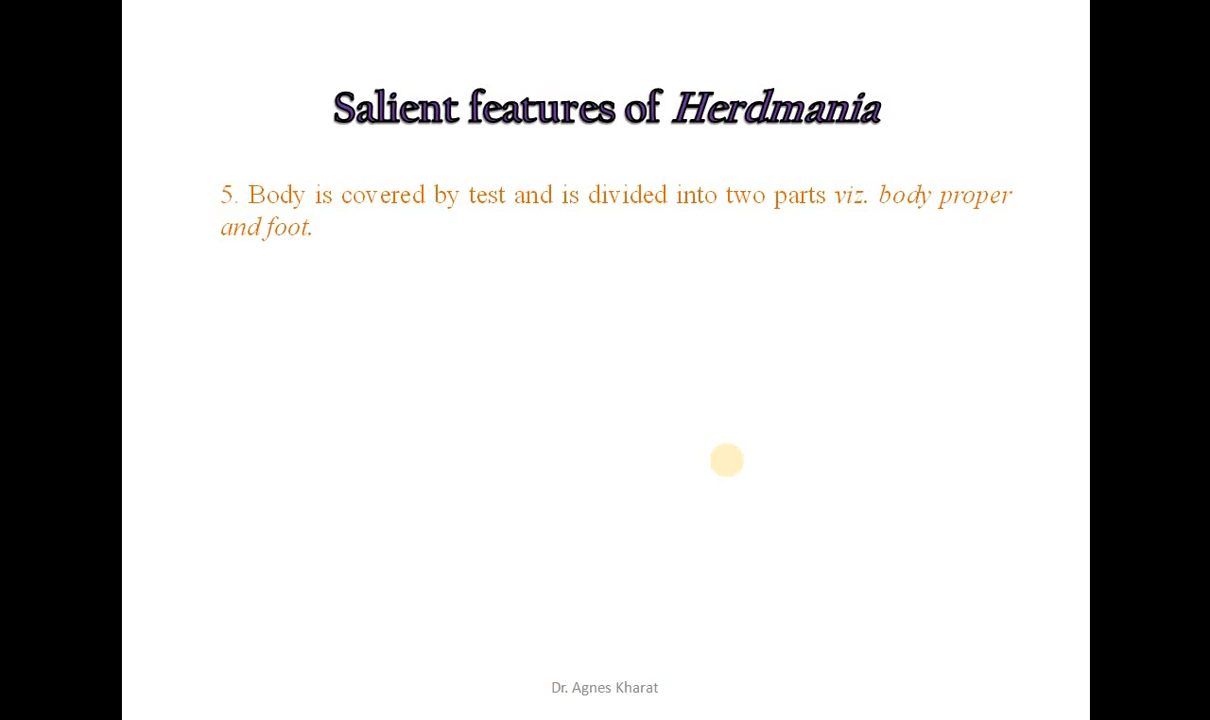 Salient features of Herdmania
5. Body is covered by test and is divided into two parts viz. body proper
and foot.
Dr. Agnes Kharat